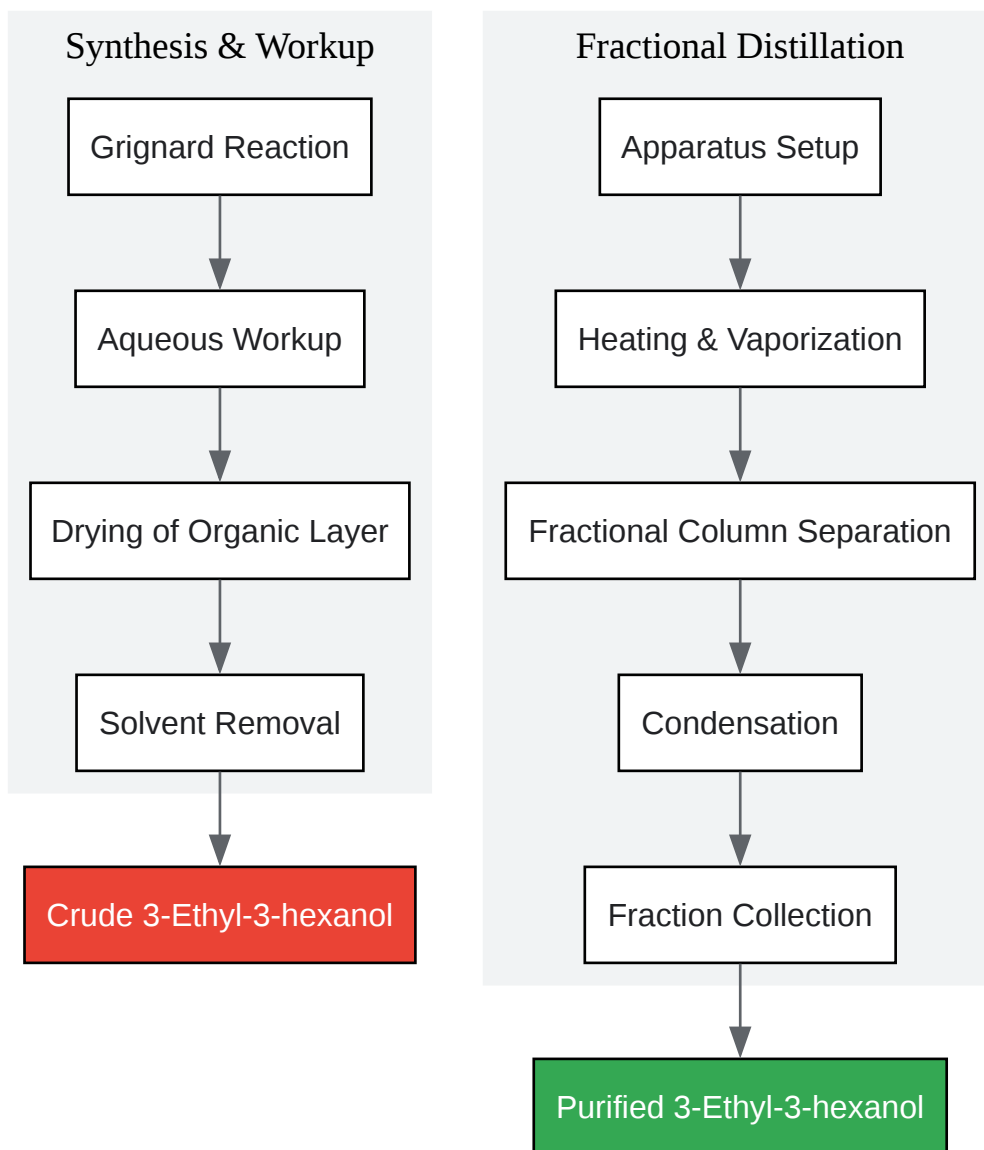 Synthesis & Workup
Grignard Reaction
Aqueous Workup
Drying of Organic Layer
Solvent Removal
Crude 3-Ethyl-3-hexanol
Fractional Distillation
Apparatus Setup
Heating & Vaporization
Fractional Column Separation
Condensation
Fraction Collection
Purified 3-Ethyl-3-hexanol